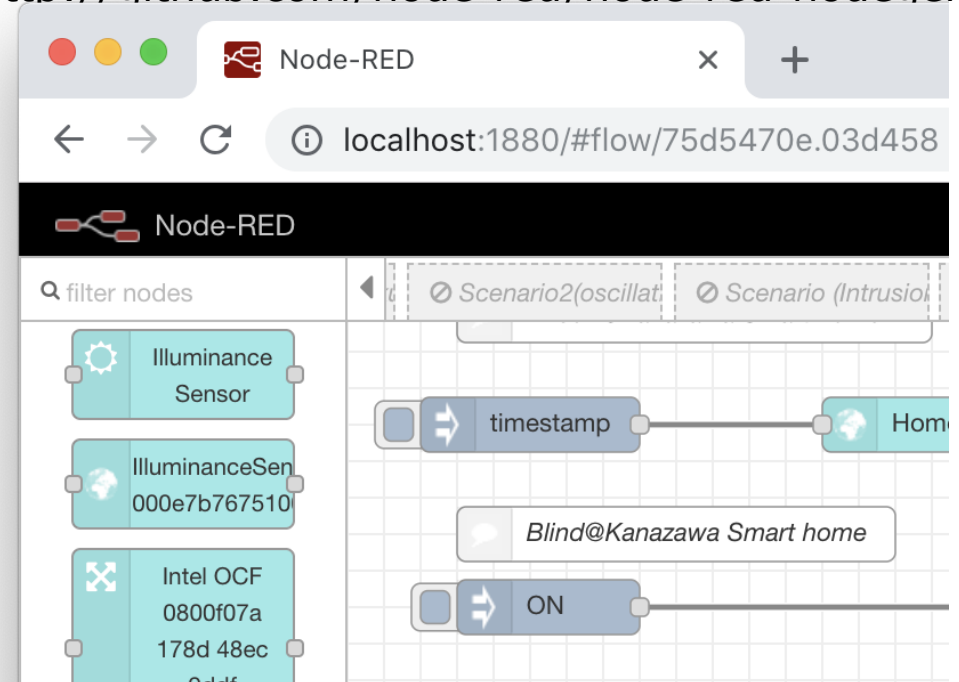 Node-RED
localhost:1880/#flow/75d5470e.03d458
Node-RED
filter nodes
Scenario2(oscillat
Scenario (Intrusion
Illuminance
Sensor
timestamp
Hom
IlluminanceSen
000e7b767510
Blind@Kanazawa Smart home
Intel OCF
0800f07a
178d 48ec
ON